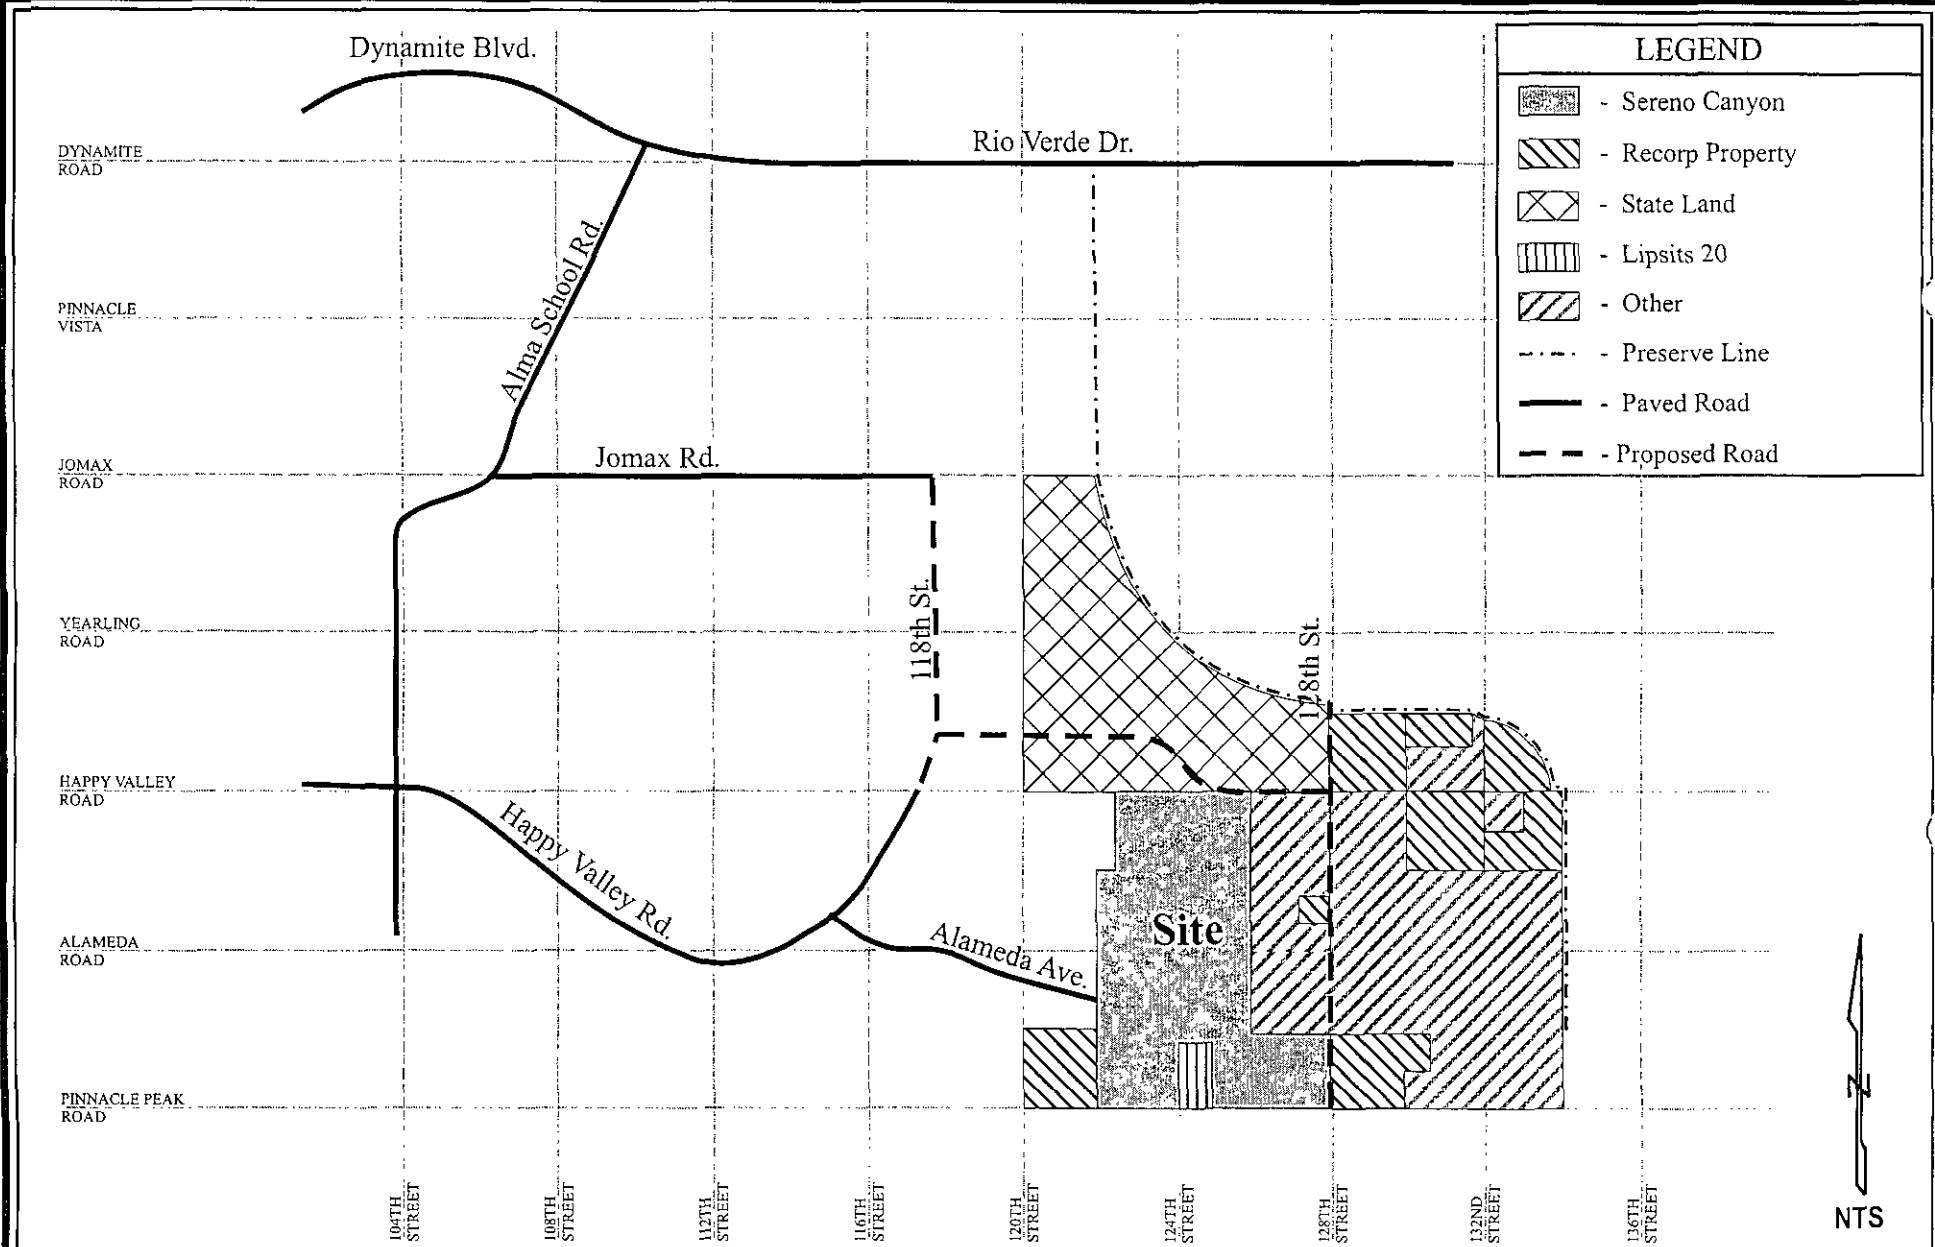 Dynamite Blvd.
LEGEND
- Sereno Canyon
- Recorp Property
- State Land
- Lipsits 20
- Other
- Preserve Line
- Paved Road
- Proposed Road
DYNAMITE
ROAD
Rio Verde Dr.
Alma School Rd.
PINNACLE
VISTA
JOMAX
ROAD
Jomax Rd.
YEARLING
ROAD
118th St.
128th St.
HAPPY VALLEY
ROAD
Happy Valley Rd.
Site
ALAMEDA
ROAD
Alameda Ave.
PINNACLE PEAK
ROAD
104TH
STREET
108TH
STREET
112TH
STREET
116TH
STREET
120TH
STREET
124TH
STREET
128TH
STREET
132ND
STREET
136TH
STREET
N
NTS